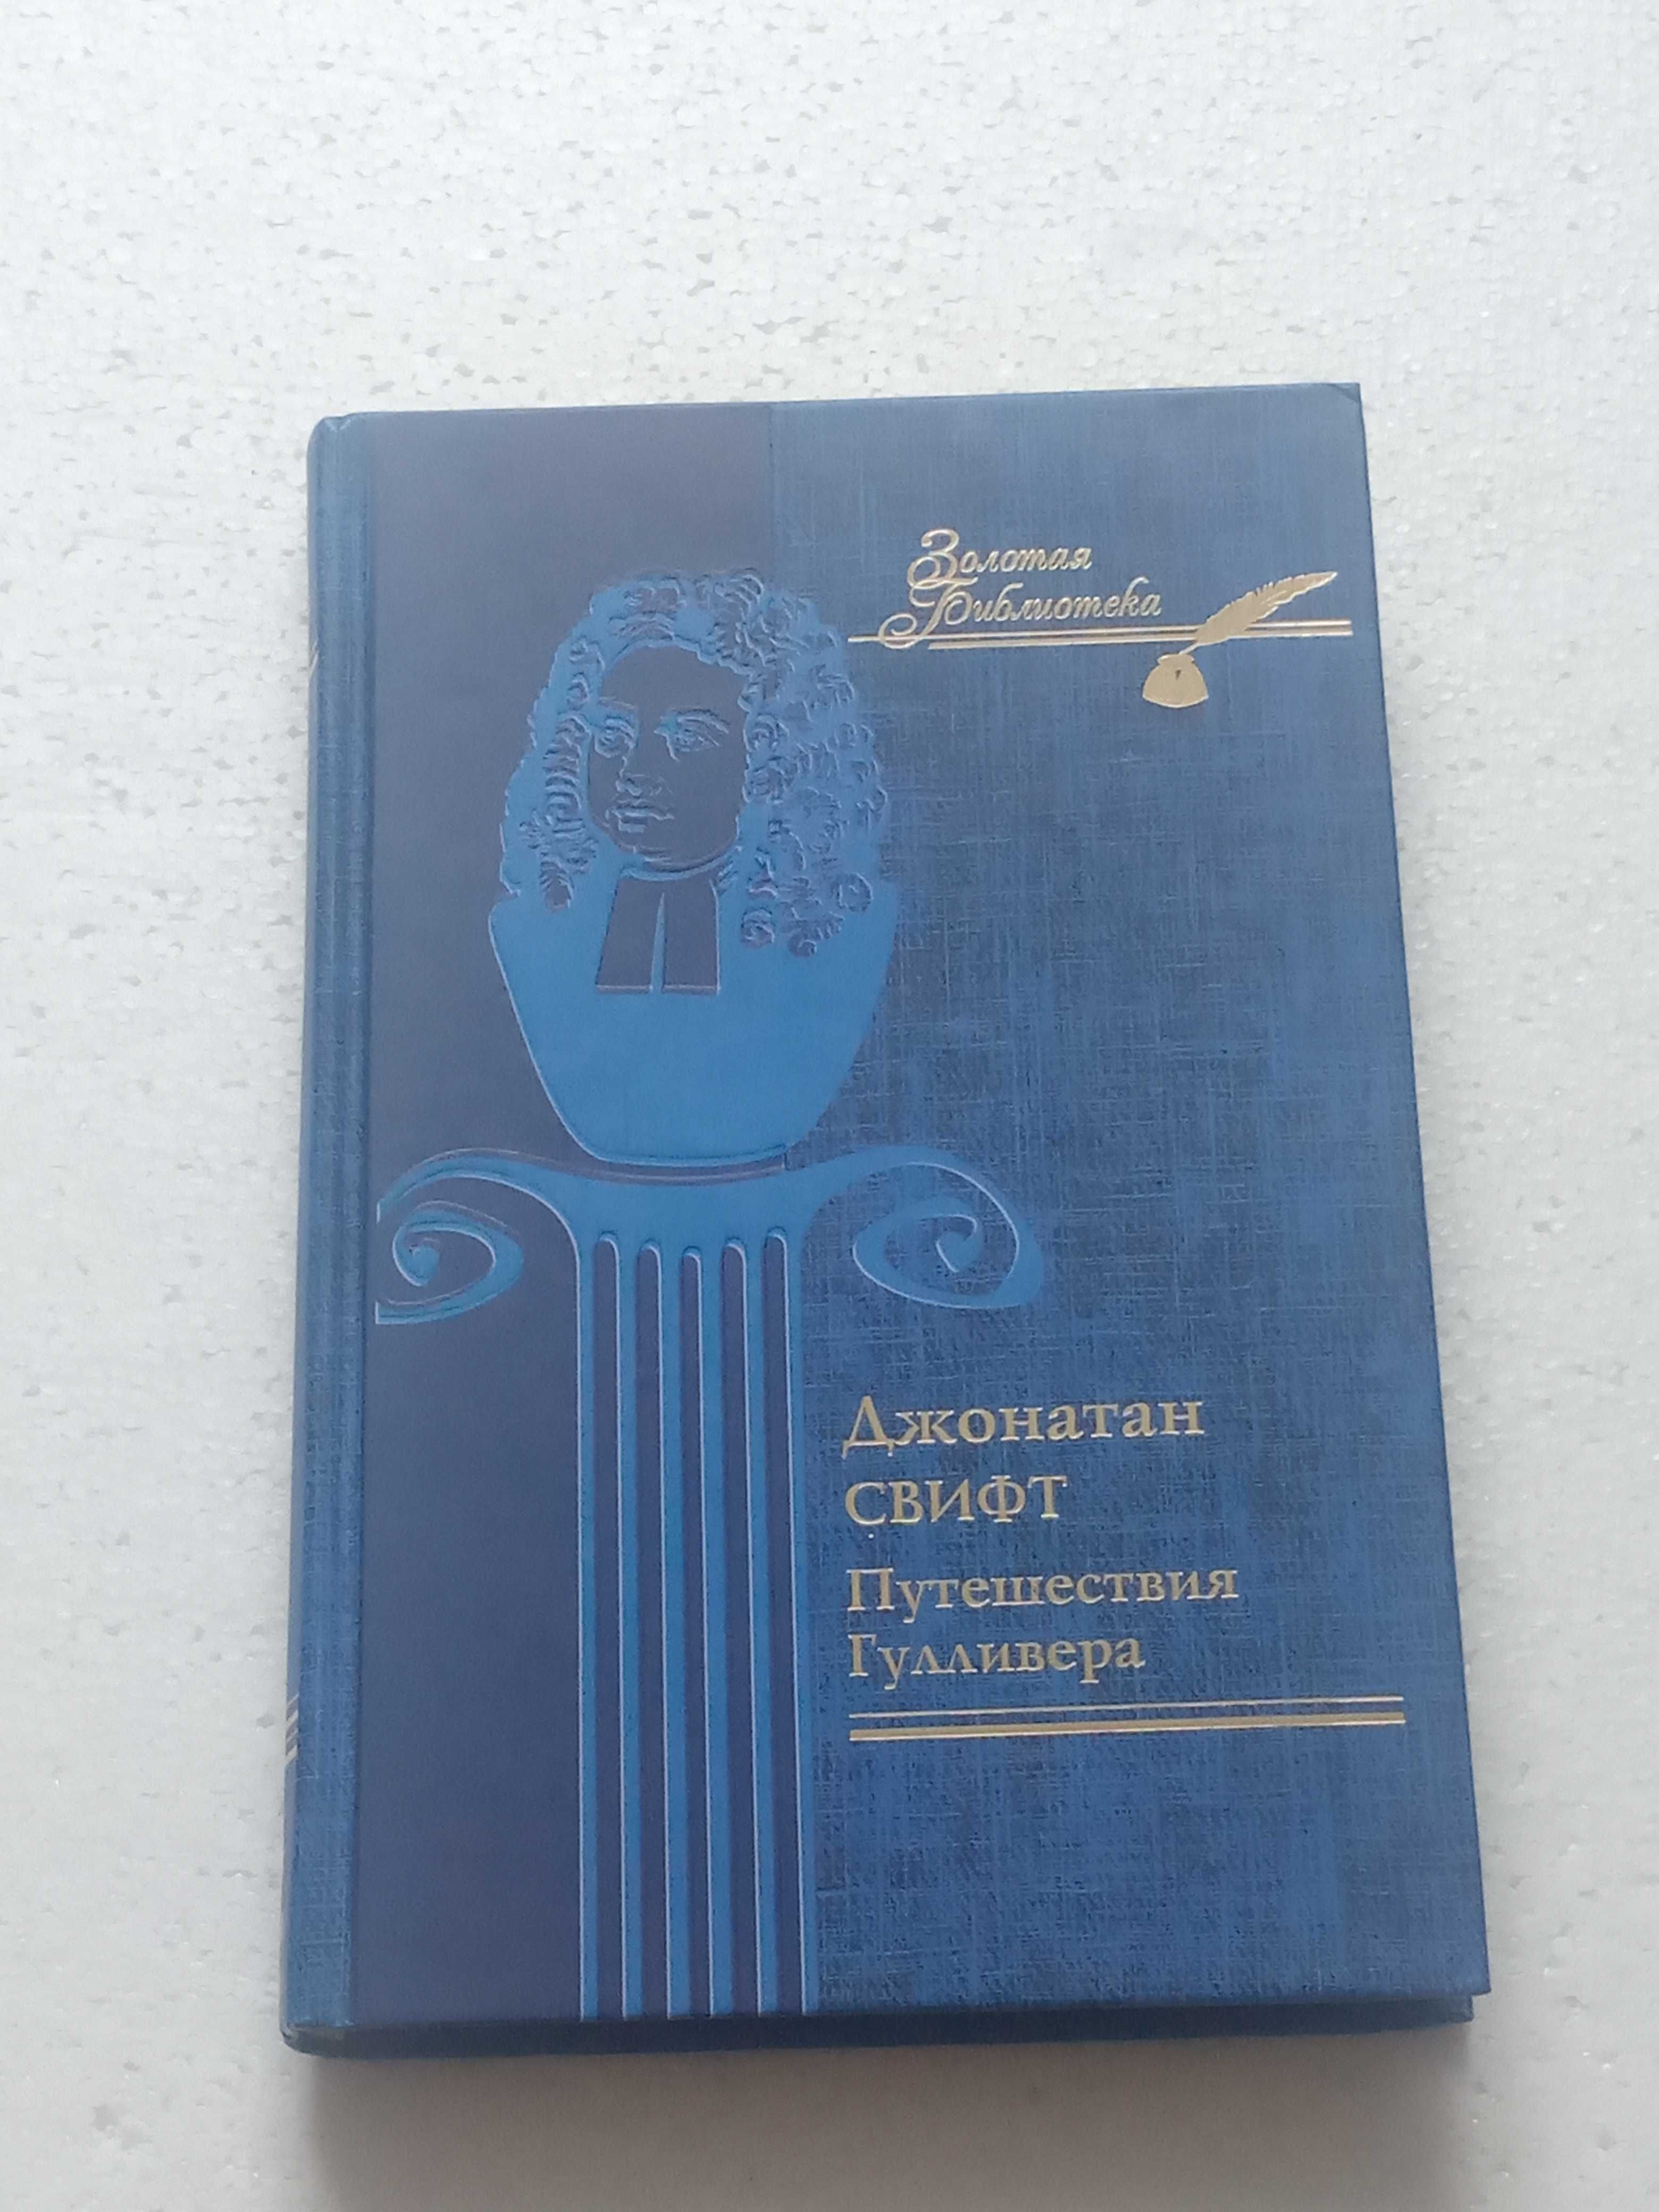 Золотая
Библиотека
Джонатан
СВИФТ
Путешествия
Гулливера